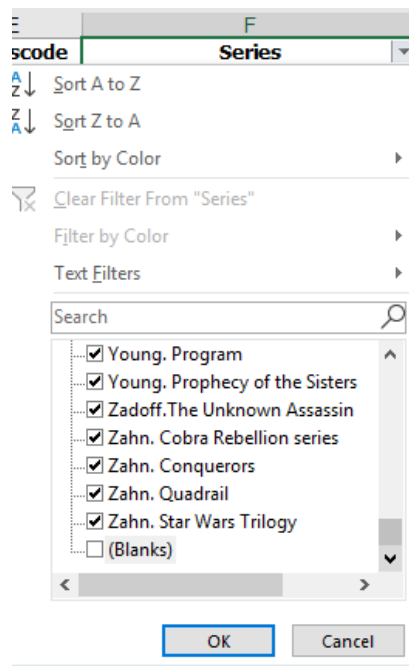 E F
scode Series
A Z Sort A to Z
Z A Sort Z to A
Sort by Color
Clear Filter From "Series"
Filter by Color
Text Filters
Search
Young. Program
Young. Prophecy of the Sisters
Zadoff.The Unknown Assassin
Zahn. Cobra Rebellion series
Zahn. Conquerors
Zahn. Quadrail
Zahn. Star Wars Trilogy
(Blanks)
OK Cancel